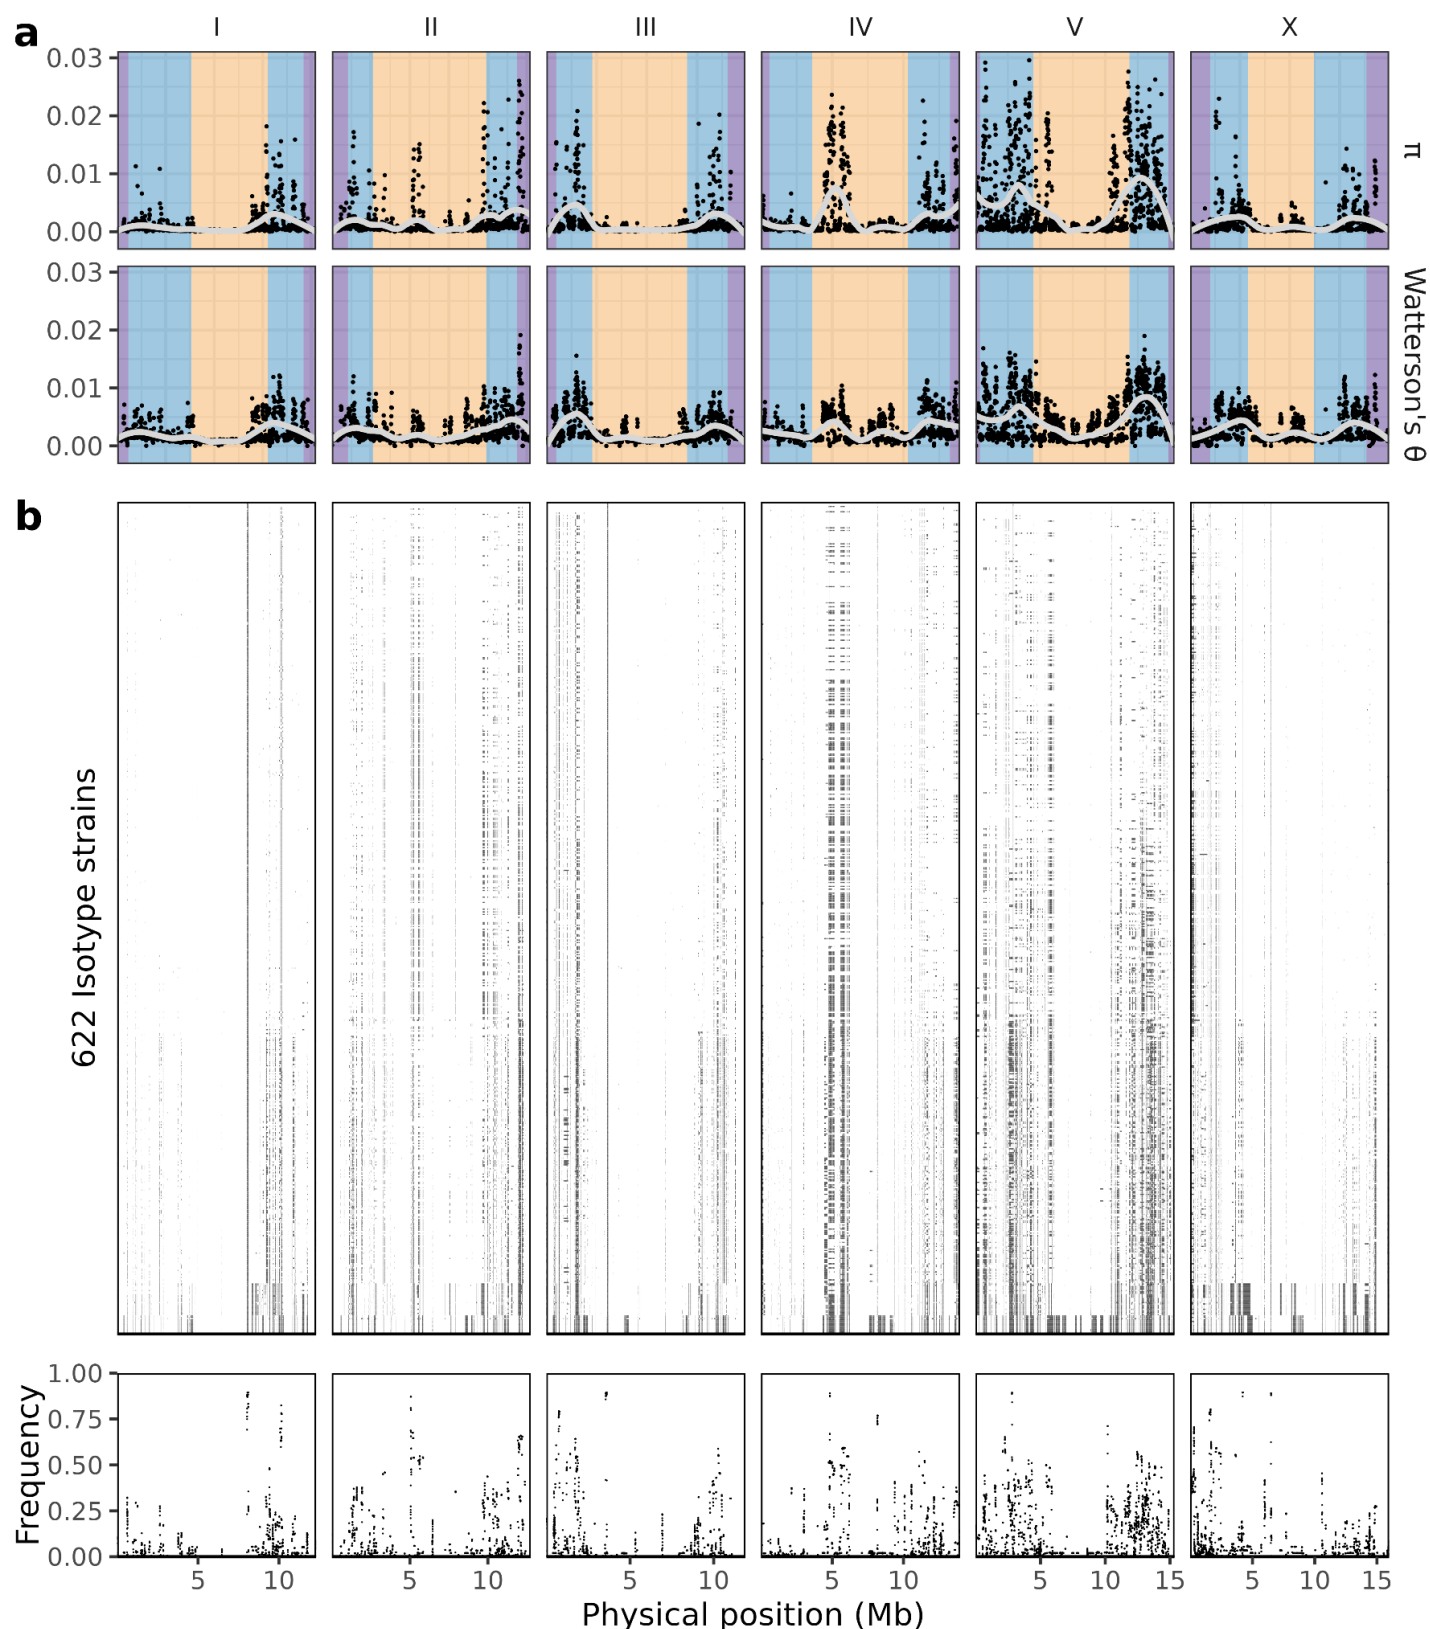 a
I II III IV V X
0.03
0.02
0.01
0.00
π
0.03
0.02
0.01
0.00
Watterson's θ
b
622 Isotype strains
1.00
0.75
0.50
0.25
0.00
Frequency
5 10 5 10 5 10 5 10 5 10 15 5 10 15
Physical position (Mb)